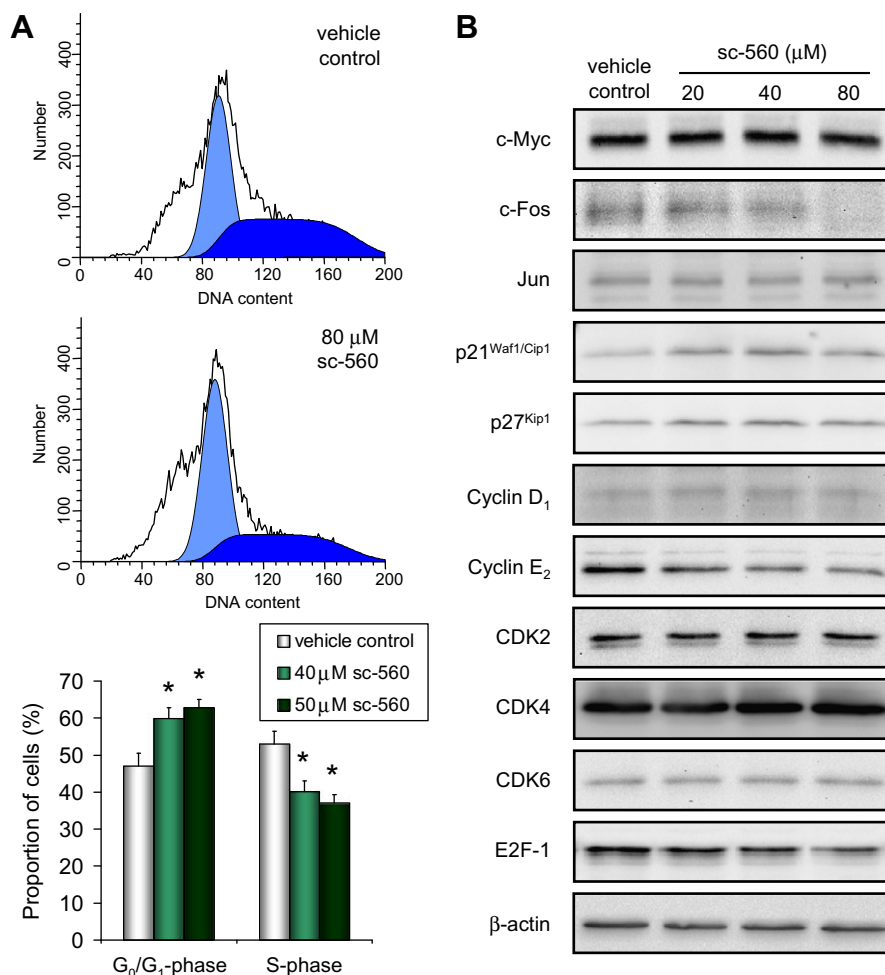 A
vehicle
control
400
300
200
100
0
Number
0 40 80 120 160 200
DNA content
80 μM
sc-560
400
300
200
100
0
Number
0 40 80 120 160 200
DNA content
vehicle control
40 μM sc-560
50 μM sc-560
70
60
50
40
30
20
10
0
Proportion of cells (%)
* *
* *
G0/G1-phase S-phase
B
sc-560 (μM)
vehicle
control 20 40 80
c-Myc
c-Fos
Jun
p21Waf1/Cip1
p27Kip1
Cyclin D1
Cyclin E2
CDK2
CDK4
CDK6
E2F-1
β-actin